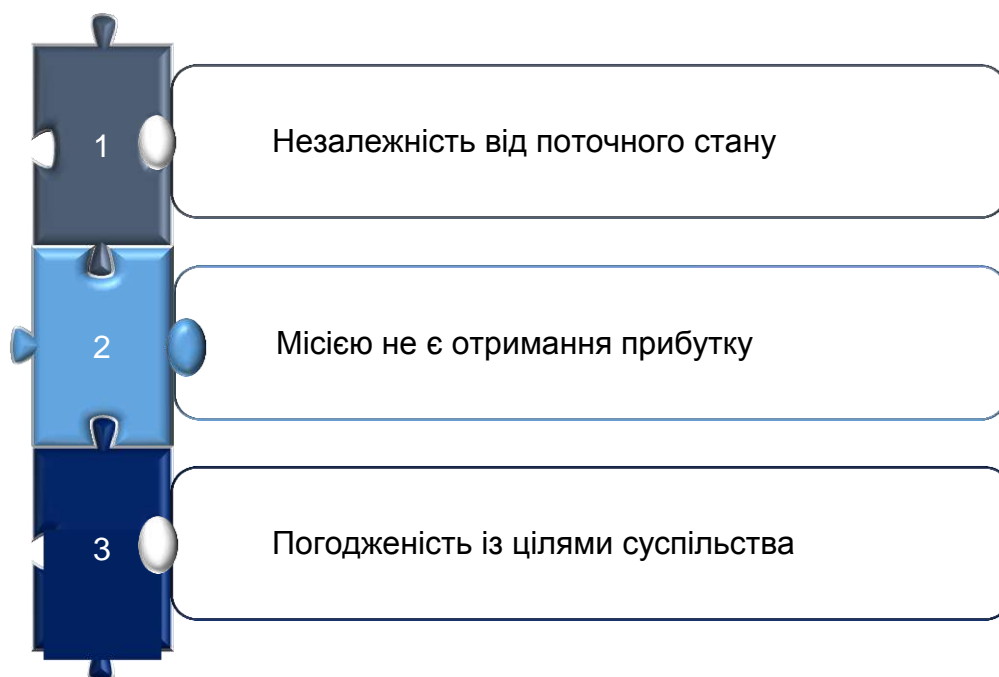 1
Незалежність від поточного стану
2
Місією не є отримання прибутку
3
Погодженість із цілями суспільства